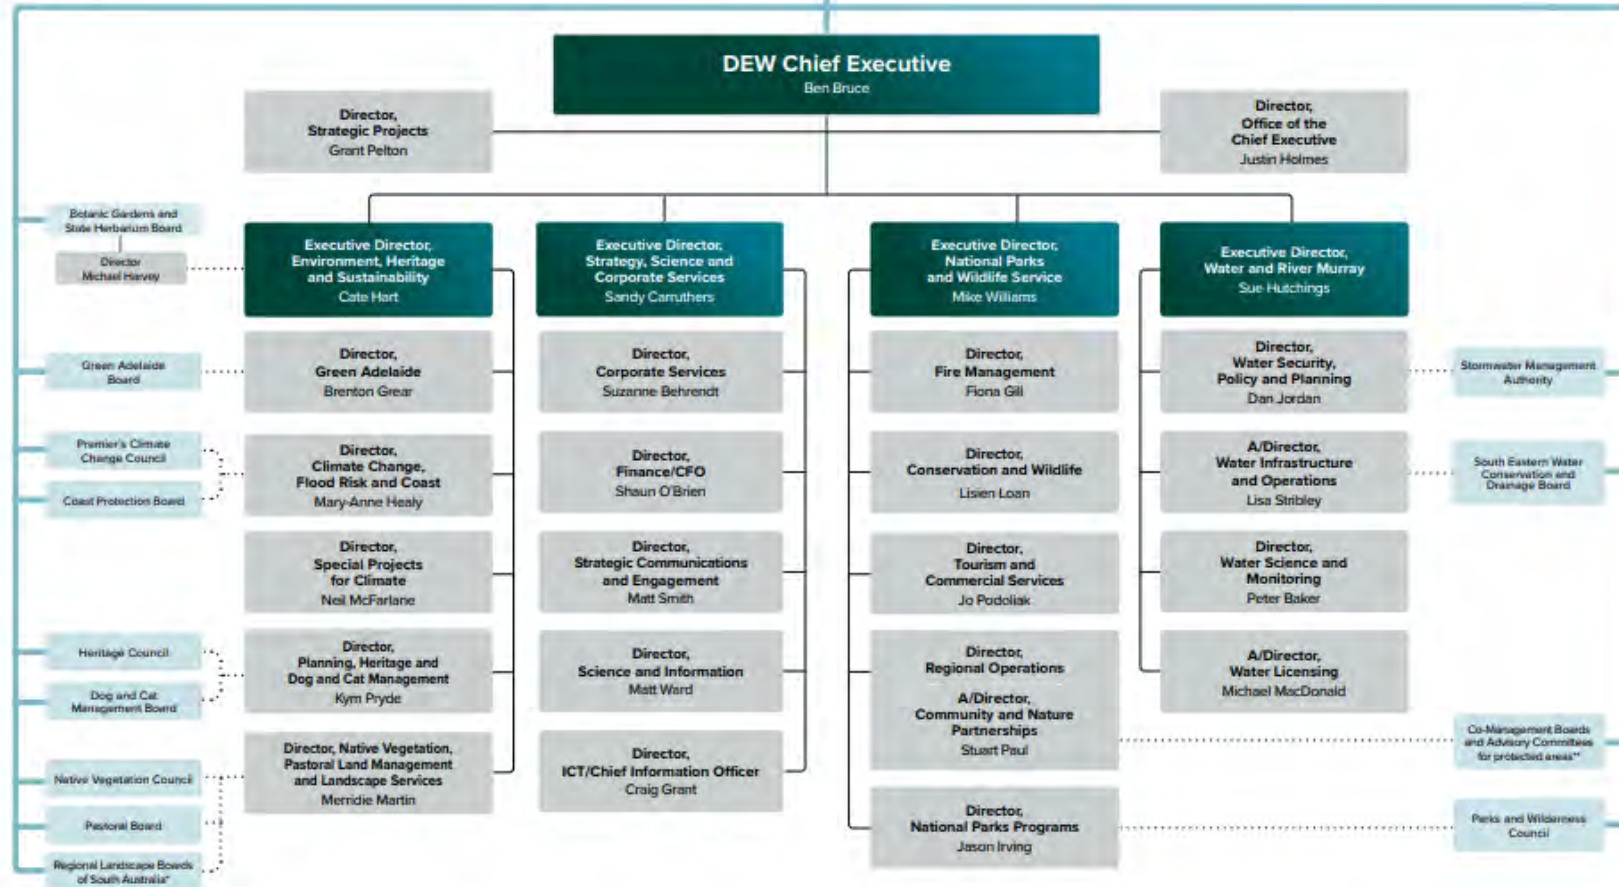 DEW Chief Executive
Ben Bruce
Director,
Strategic Projects
Grant Pelton
Director,
Office of the
Chief Executive
Justin Holmes
Botanic Gardens and
State Herbarium Board
Director
Michael Harvey
Executive Director,
Environment, Heritage
and Sustainability
Cate Hart
Executive Director,
Strategy, Science and
Corporate Services
Sandy Carruthers
Executive Director,
National Parks
and Wildlife Service
Mike Williams
Executive Director,
Water and River Murray
Sue Hutchings
Green Adelaide
Board
Director,
Green Adelaide
Brenton Grear
Director,
Corporate Services
Suzanne Behrendt
Director,
Fire Management
Fiona Gill
Director,
Water Security,
Policy and Planning
Dan Jordan
Stormwater Management
Authority
Premier's Climate
Change Council
Coast Protection Board
Director,
Climate Change,
Flood Risk and Coast
Mary-Anne Healy
Director,
Finance/CFO
Shaun O'Brien
Director,
Conservation and Wildlife
Lisien Loan
A/Director,
Water Infrastructure
and Operations
Lisa Stribley
South Eastern Water
Conservation and
Drainage Board
Director,
Special Projects
for Climate
Neil McFarlane
Director,
Strategic Communications
and Engagement
Matt Smith
Director,
Tourism and
Commercial Services
Jo Podoliak
Director,
Water Science and
Monitoring
Peter Baker
Heritage Council
Dog and Cat
Management Board
Director,
Planning, Heritage and
Dog and Cat Management
Kym Pryde
Director,
Science and Information
Matt Ward
Director,
Regional Operations
A/Director,
Community and Nature
Partnerships
Stuart Paul
A/Director,
Water Licensing
Michael MacDonald
Co-Management Boards
and Advisory Committees
for protected areas**
Native Vegetation Council
Pastoral Board
Regional Landscape Boards
of South Australia*
Director, Native Vegetation,
Pastoral Land Management
and Landscape Services
Merridie Martin
Director,
ICT/Chief Information Officer
Craig Grant
Director,
National Parks Programs
Jason Irving
Parks and Wilderness
Council